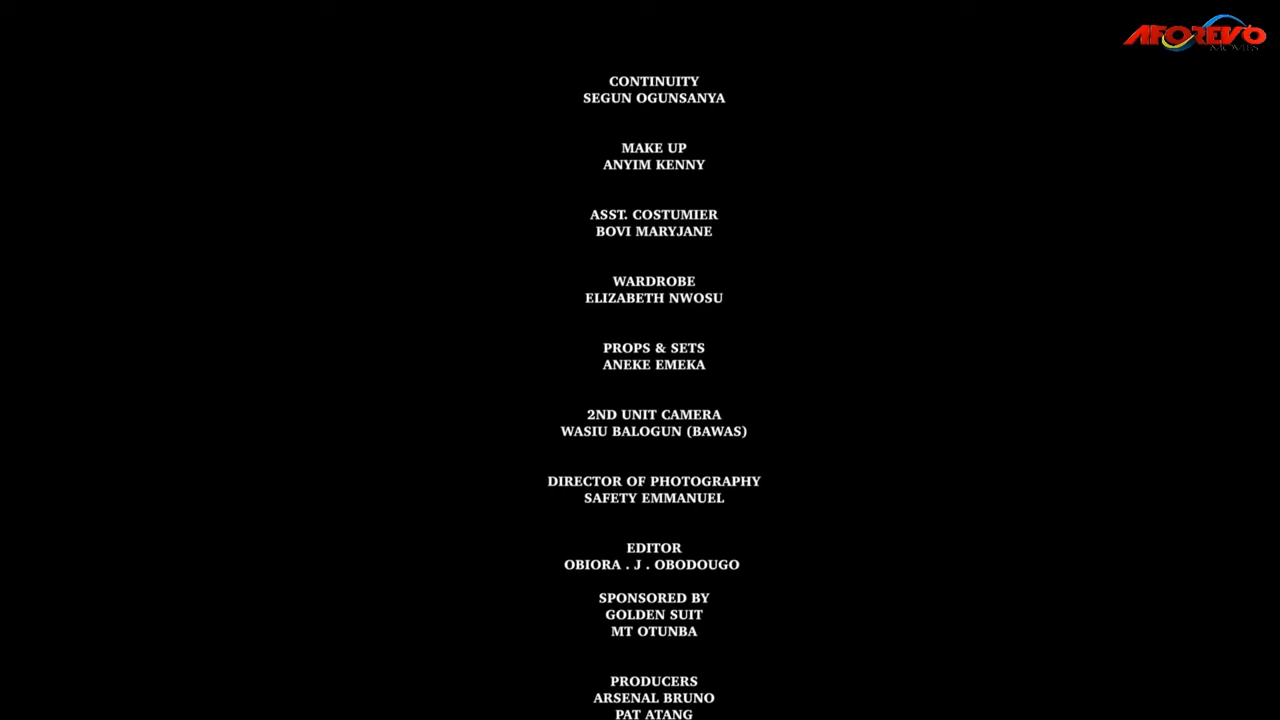 AFOREVO
MOVIES
CONTINUITY
SEGUN OGUNSANYA
MAKE UP
ANYIM KENNY
ASST. COSTUMIER
BOVI MARYJANE
WARDROBE
ELIZABETH NWOSU
PROPS & SETS
ANEKE EMEKA
2ND UNIT CAMERA
WASIU BALOGUN (BAWAS)
DIRECTOR OF PHOTOGRAPHY
SAFETY EMMANUEL
EDITOR
OBIORA . J . OBODOUGO
SPONSORED BY
GOLDEN SUIT
MT OTUNBA
PRODUCERS
ARSENAL BRUNO
PAT ATANG